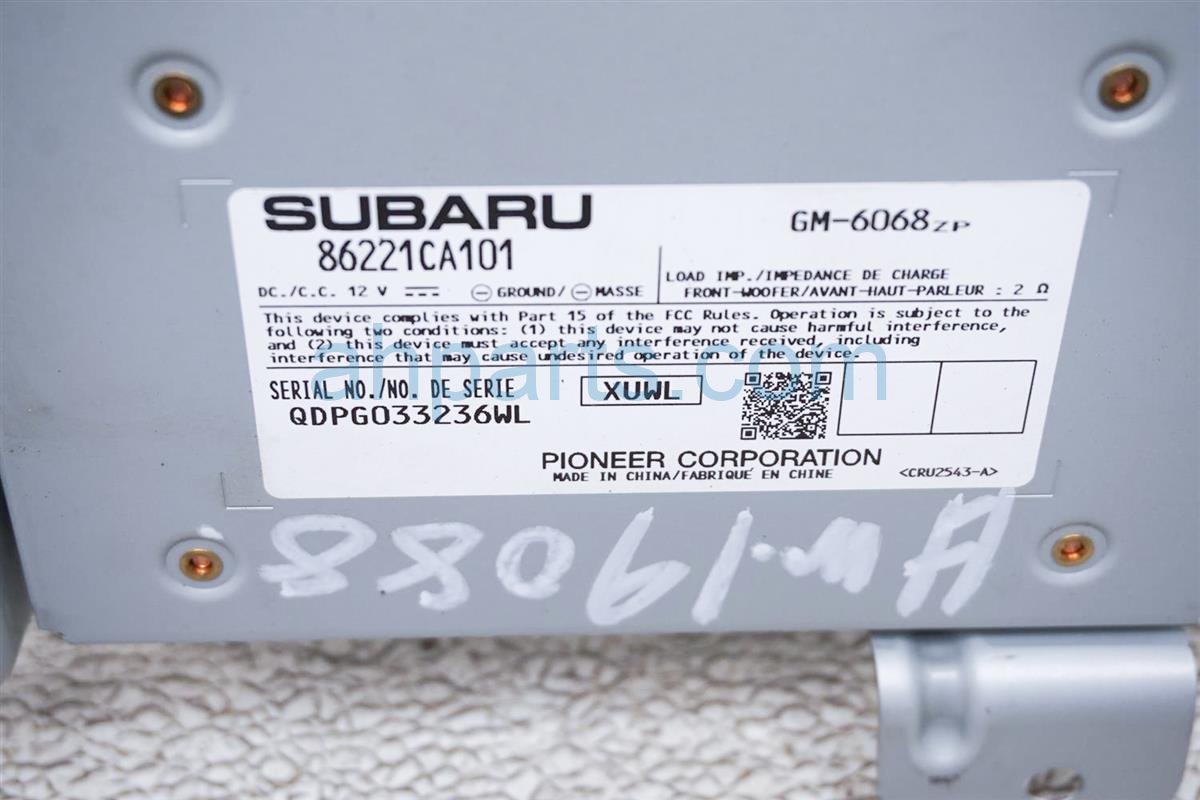 SUBARU
86221CA101
GM-6068ZP
DC./C.C. 12 V ⎓ ⊖ GROUND/ ⊖ MASSE
LOAD IMP./IMPEDANCE DE CHARGE
FRONT-WOOFER/AVANT-HAUT-PARLEUR : 2 Ω
This device complies with Part 15 of the FCC Rules. Operation is subject to the
following two conditions: (1) this device may not cause harmful interference,
and (2) this device must accept any interference received, including
interference that may cause undesired operation of the device.
ahparts.com
SERIAL NO./NO. DE SERIE
XUWL
QDPG033236WL
PIONEER CORPORATION
MADE IN CHINA/FABRIQUÉ EN CHINE
<CRU2543-A>